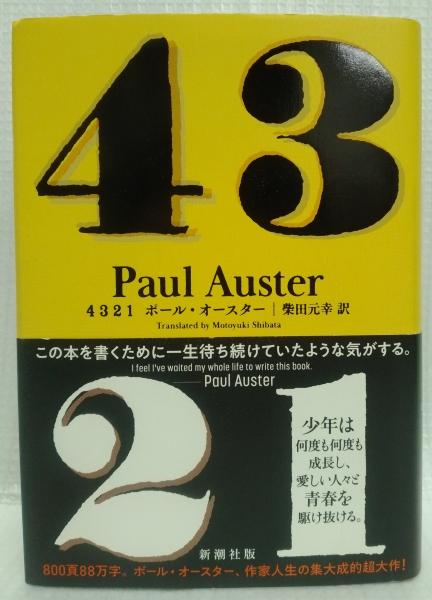 43
Paul Auster
4321 ポール・オースター｜柴田元幸 訳
Translated by Motoyuki Shibata
この本を書くために一生待ち続けていたような気がする。
I feel I've waited my whole life to write this book.
Paul Auster
21
少年は
何度も何度も
成長し、
愛しい人々と
青春を
駆け抜ける。
新潮社版
800頁88万字。ポール・オースター、作家人生の集大成的超大作!